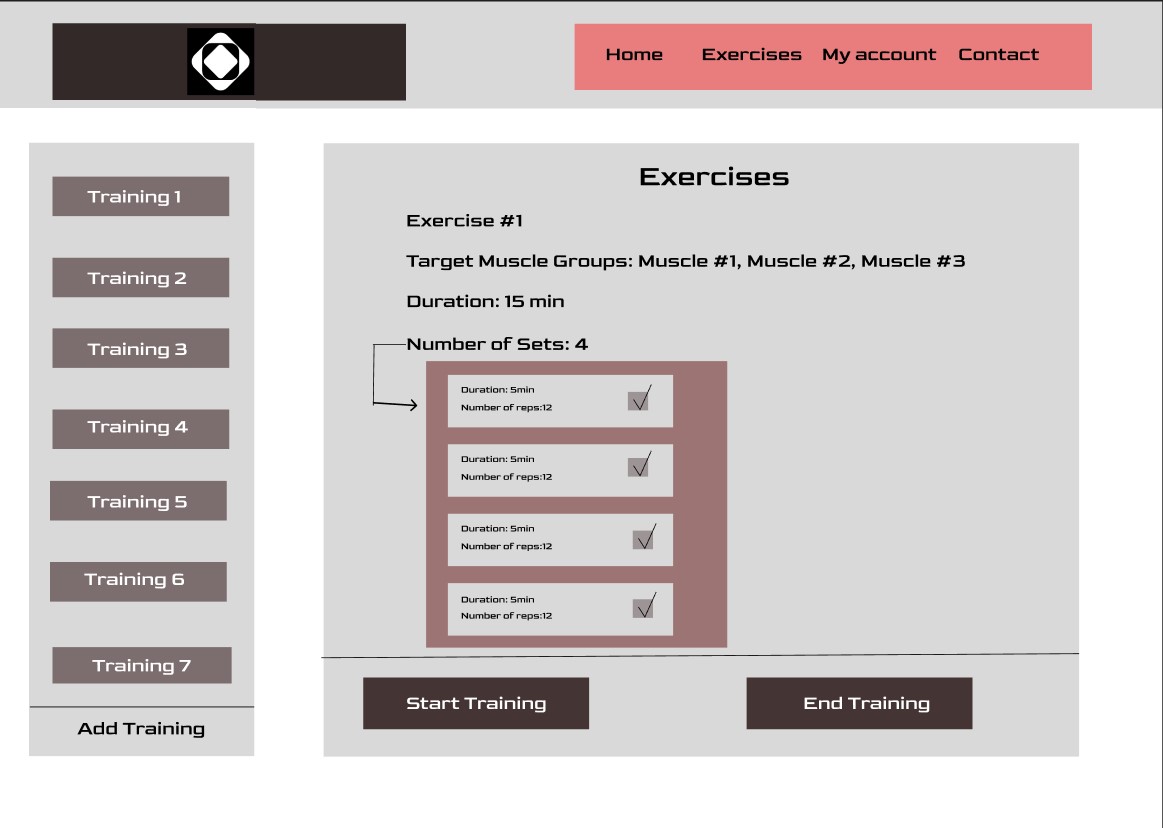 Home Exercises My account Contact
Training 1
Training 2
Training 3
Training 4
Training 5
Training 6
Training 7
Add Training
Exercises
Exercise #1
Target Muscle Groups: Muscle #1, Muscle #2, Muscle #3
Duration: 15 min
Number of Sets: 4
Duration: 5min
Number of reps:12
Duration: 5min
Number of reps:12
Duration: 5min
Number of reps:12
Duration: 5min
Number of reps:12
Start Training
End Training